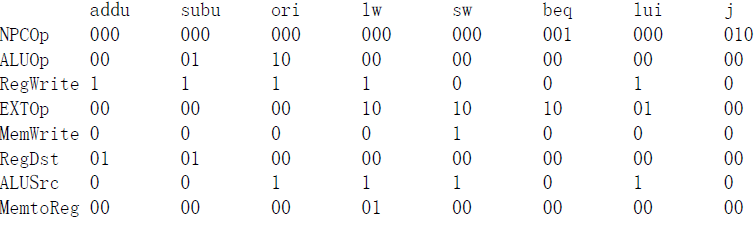 addu subu ori lw sw beq lui j
NPCOp 000 000 000 000 000 001 000 010
ALUOp 00 01 10 00 00 00 00 00
RegWrite 1 1 1 1 0 0 1 0
EXTOp 00 00 00 10 10 10 01 00
MemWrite 0 0 0 0 1 0 0 0
RegDst 01 01 00 00 00 00 00 00
ALUSrc 0 0 1 1 1 0 1 0
MemtoReg 00 00 00 01 00 00 00 00